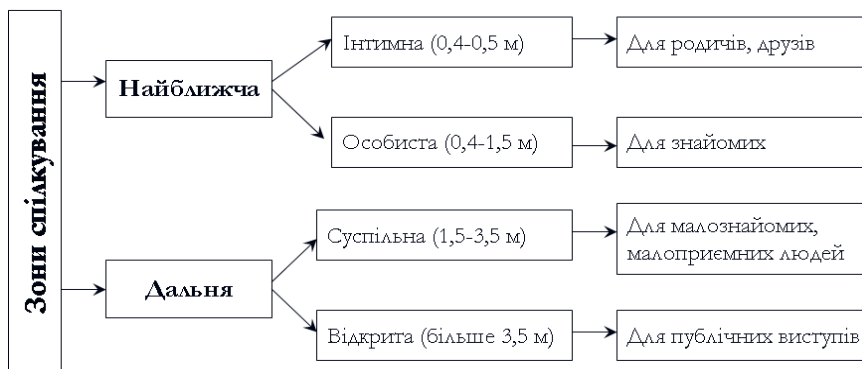 Зони спілкування
Найближча
Інтимна (0,4-0,5 м)
Для родичів, друзів
Особиста (0,4-1,5 м)
Для знайомих
Дальня
Суспільна (1,5-3,5 м)
Для малознайомих,
малоприємних людей
Відкрита (більше 3,5 м)
Для публічних виступів